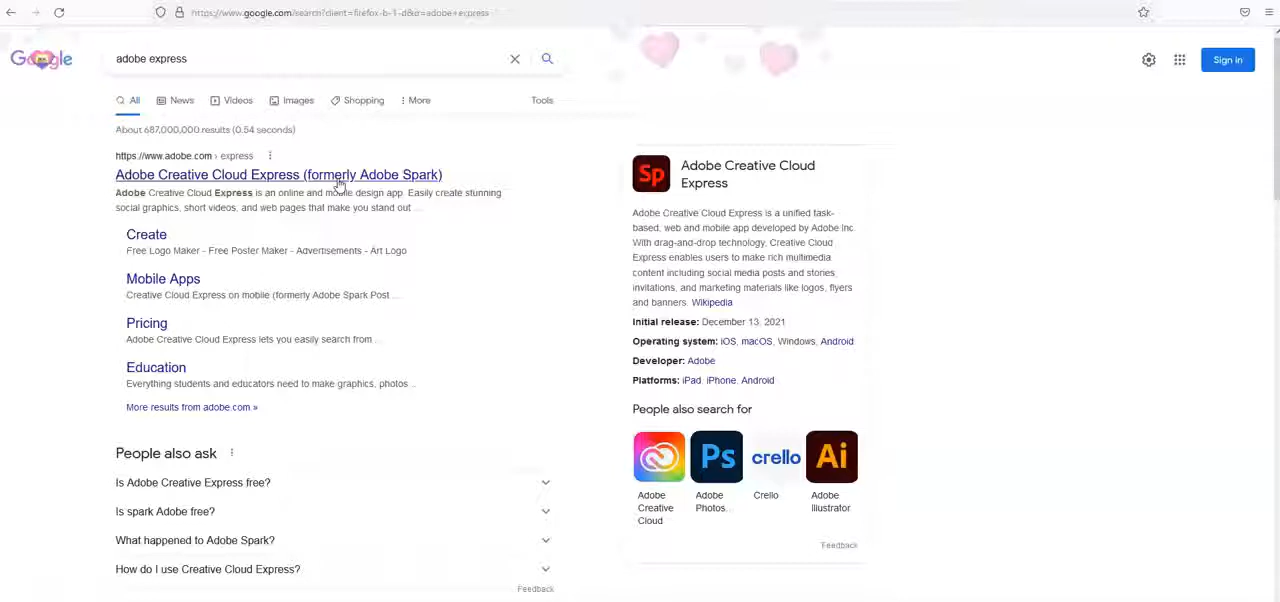 https://www.google.com/search?client=firefox-b-1-d&q=adobe+express
Google
adobe express
Sign in
All News Videos Images Shopping More Tools
About 687,000,000 results (0.54 seconds)
https://www.adobe.com › express
Adobe Creative Cloud Express (formerly Adobe Spark)
Adobe Creative Cloud Express is an online and mobile design app. Easily create stunning
social graphics, short videos, and web pages that make you stand out ...
Create
Free Logo Maker - Free Poster Maker - Advertisements - Art Logo
Mobile Apps
Creative Cloud Express on mobile (formerly Adobe Spark Post ...
Pricing
Adobe Creative Cloud Express lets you easily search from ...
Education
Everything students and educators need to make graphics, photos ...
More results from adobe.com »
People also ask
Is Adobe Creative Express free?
Is spark Adobe free?
What happened to Adobe Spark?
How do I use Creative Cloud Express?
Feedback
Sp
Adobe Creative Cloud
Express
Adobe Creative Cloud Express is a unified task-
based, web and mobile app developed by Adobe Inc.
With drag-and-drop technology, Creative Cloud
Express enables users to make rich multimedia
content including social media posts and stories,
invitations, and marketing materials like logos, flyers
and banners. Wikipedia
Initial release: December 13, 2021
Operating system: iOS, macOS, Windows, Android
Developer: Adobe
Platforms: iPad, iPhone, Android
People also search for
Ps crello Ai
Adobe Creative Cloud
Adobe Photos...
Crello
Adobe Illustrator
Feedback